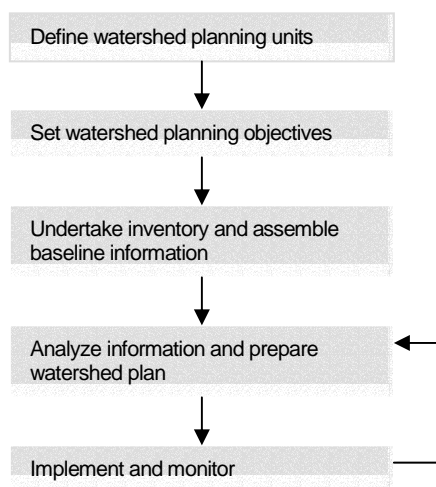 Define watershed planning units
Set watershed planning objectives
Undertake inventory and assemble
baseline information
Analyze information and prepare
watershed plan
Implement and monitor